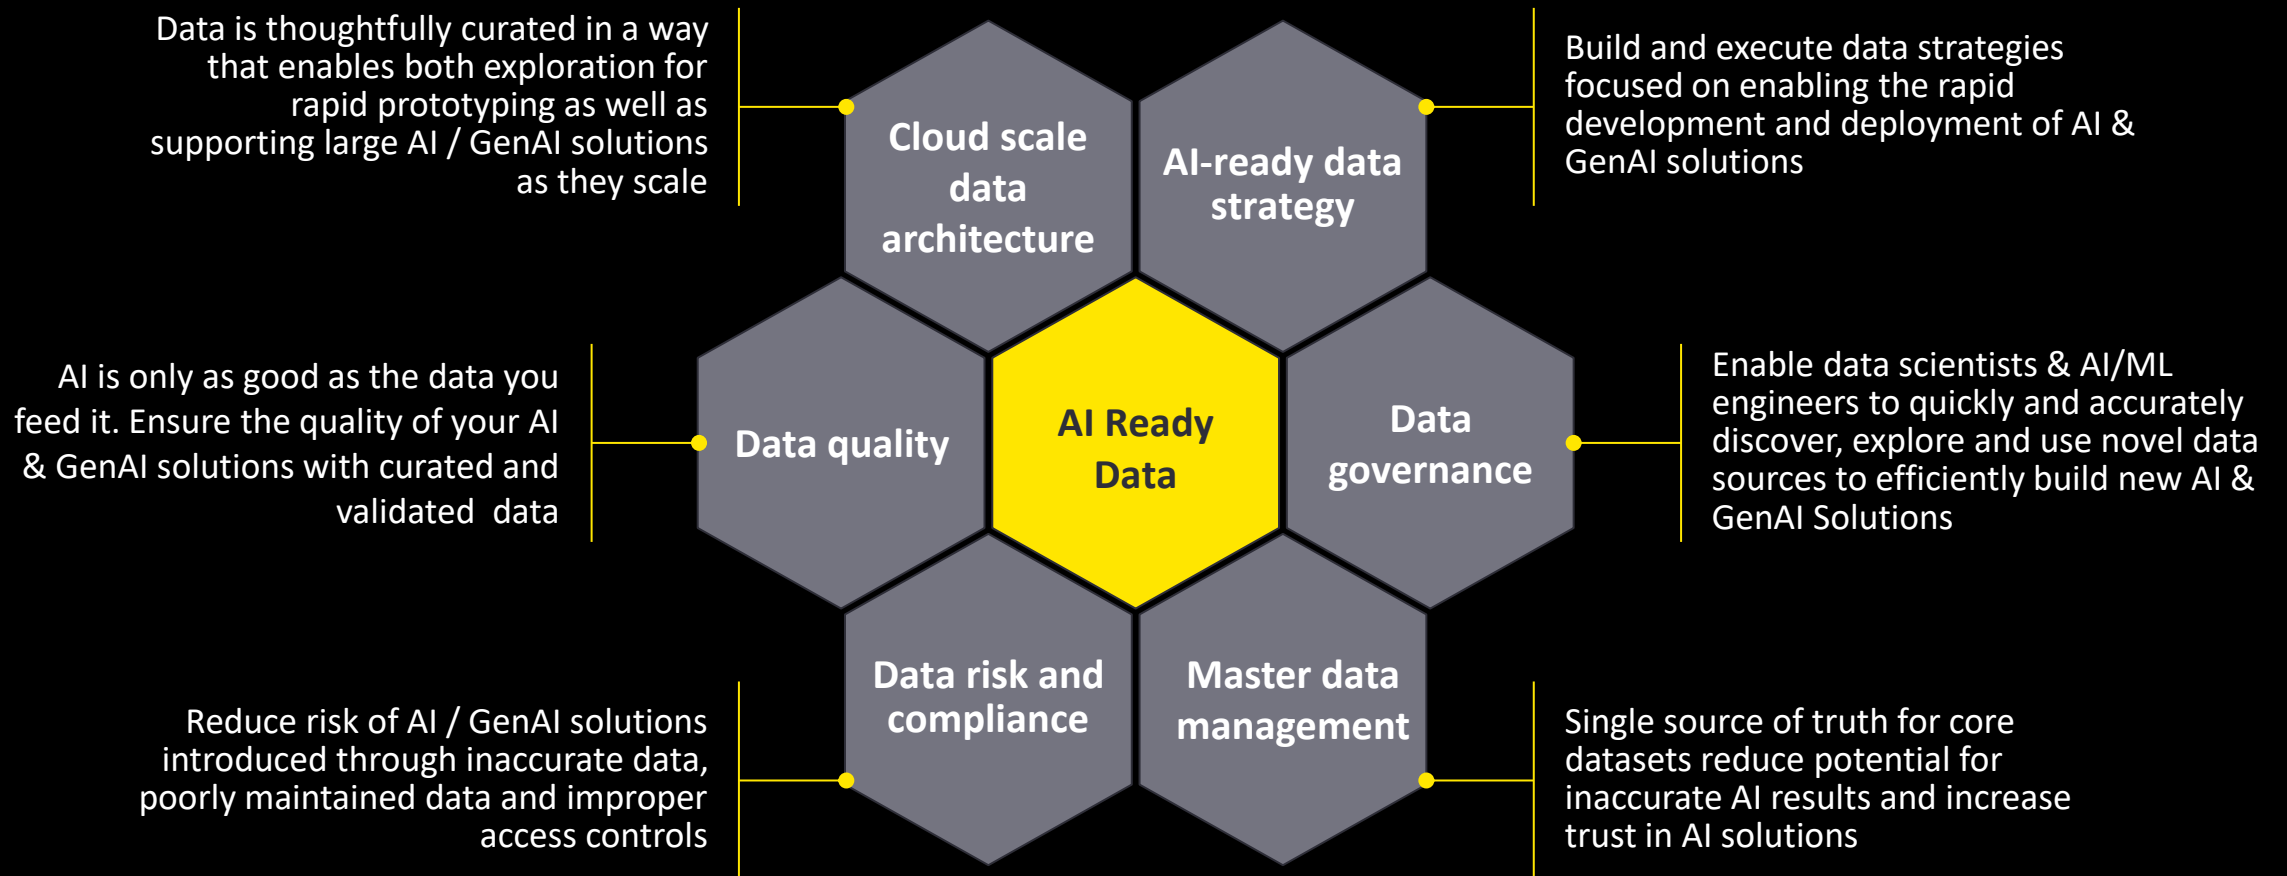 Data is thoughtfully curated in a way
that enables both exploration for
rapid prototyping as well as
supporting large AI / GenAI solutions
as they scale
Cloud scale
data
architecture
AI-ready data
strategy
Build and execute data strategies
focused on enabling the rapid
development and deployment of AI &
GenAI solutions
AI is only as good as the data you
feed it. Ensure the quality of your AI
& GenAI solutions with curated and
validated  data
Data quality
AI Ready
Data
Data
governance
Enable data scientists & AI/ML
engineers to quickly and accurately
discover, explore and use novel data
sources to efficiently build new AI &
GenAI Solutions
Reduce risk of AI / GenAI solutions
introduced through inaccurate data,
poorly maintained data and improper
access controls
Data risk and
compliance
Master data
management
Single source of truth for core
datasets reduce potential for
inaccurate AI results and increase
trust in AI solutions